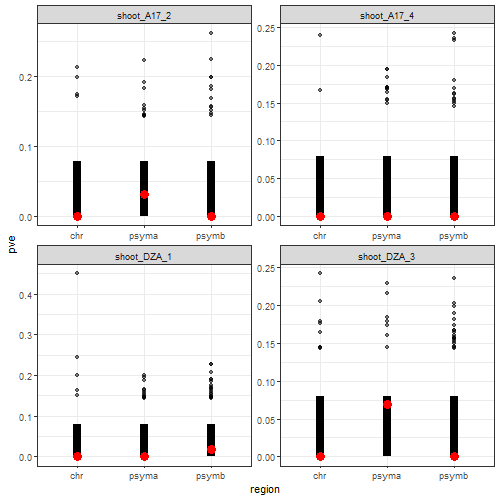 shoot_A17_2
shoot_A17_4
0.2
0.1
0.0
0.25
0.20
0.15
0.10
0.05
0.00
chr psyma psymb
chr psyma psymb
pve
shoot_DZA_1
shoot_DZA_3
0.4
0.3
0.2
0.1
0.0
0.25
0.20
0.15
0.10
0.05
0.00
chr psyma psymb
chr psyma psymb
region